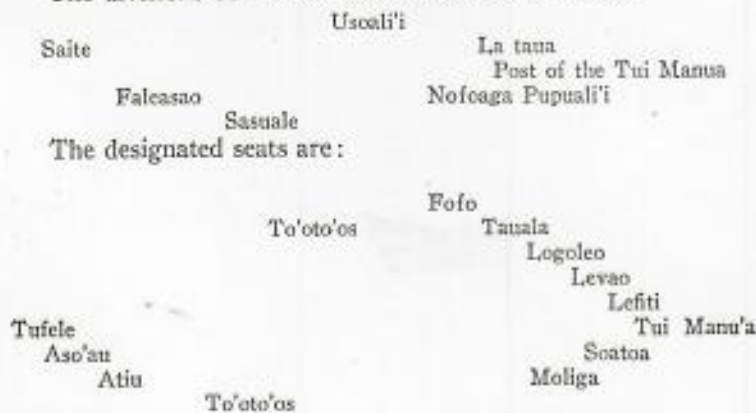 Usoali'i
Saite La taua
Post of the Tui Manua
Faleasao Nofoaga Pupuali'i
Sasuale
The designated seats are:
Fofo
To'oto'os Tauala
Logoleo
Levao
Lefiti
Tufele Tui Manu'a
Aso'au Soatoa
Atiu Moliga
To'oto'os